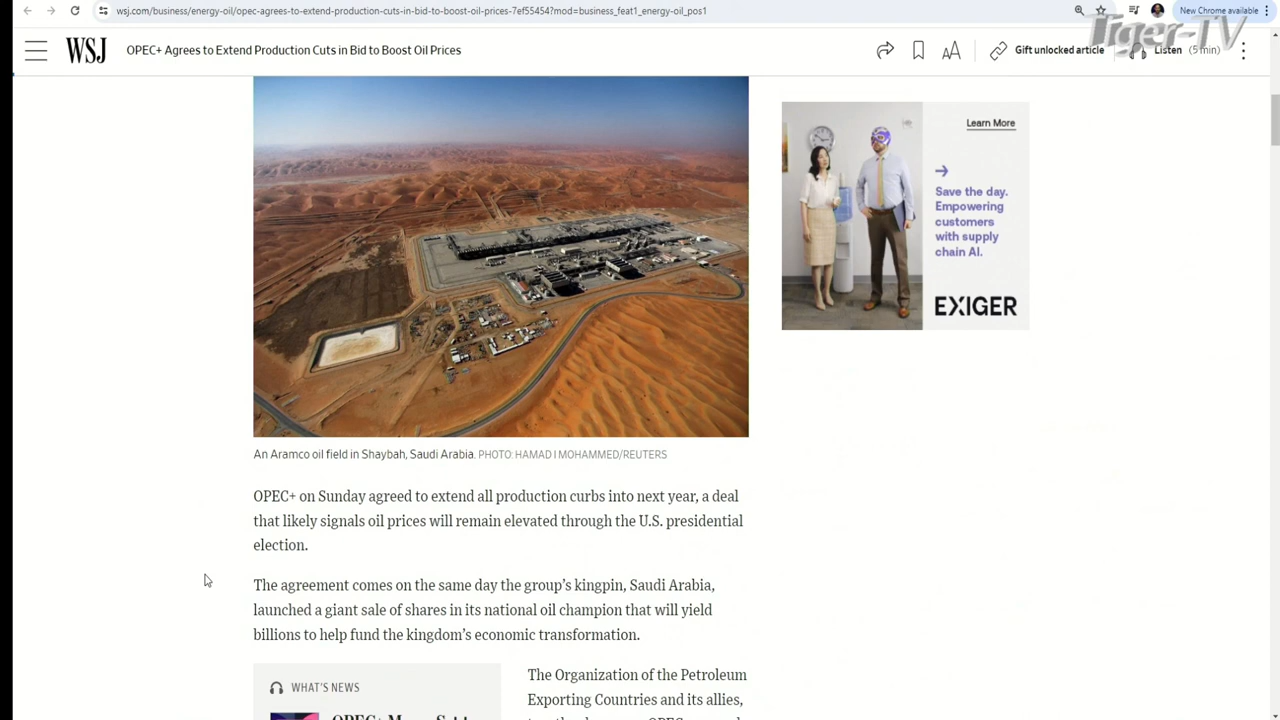 wsj.com/business/energy-oil/opec-agrees-to-extend-production-cuts-in-bid-to-boost-oil-prices-7ef55454?mod=business_feat1_energy-oil_pos1
New Chrome available
Tiger-TV
WSJ
OPEC+ Agrees to Extend Production Cuts in Bid to Boost Oil Prices
AA
Gift unlocked article
Listen (5 min)
Learn More
Save the day.
Empowering
customers
with supply
chain AI.
EXIGER
An Aramco oil field in Shaybah, Saudi Arabia. PHOTO: HAMAD I MOHAMMED/REUTERS
OPEC+ on Sunday agreed to extend all production curbs into next year, a deal
that likely signals oil prices will remain elevated through the U.S. presidential
election.
The agreement comes on the same day the group's kingpin, Saudi Arabia,
launched a giant sale of shares in its national oil champion that will yield
billions to help fund the kingdom's economic transformation.
WHAT'S NEWS
The Organization of the Petroleum
Exporting Countries and its allies,